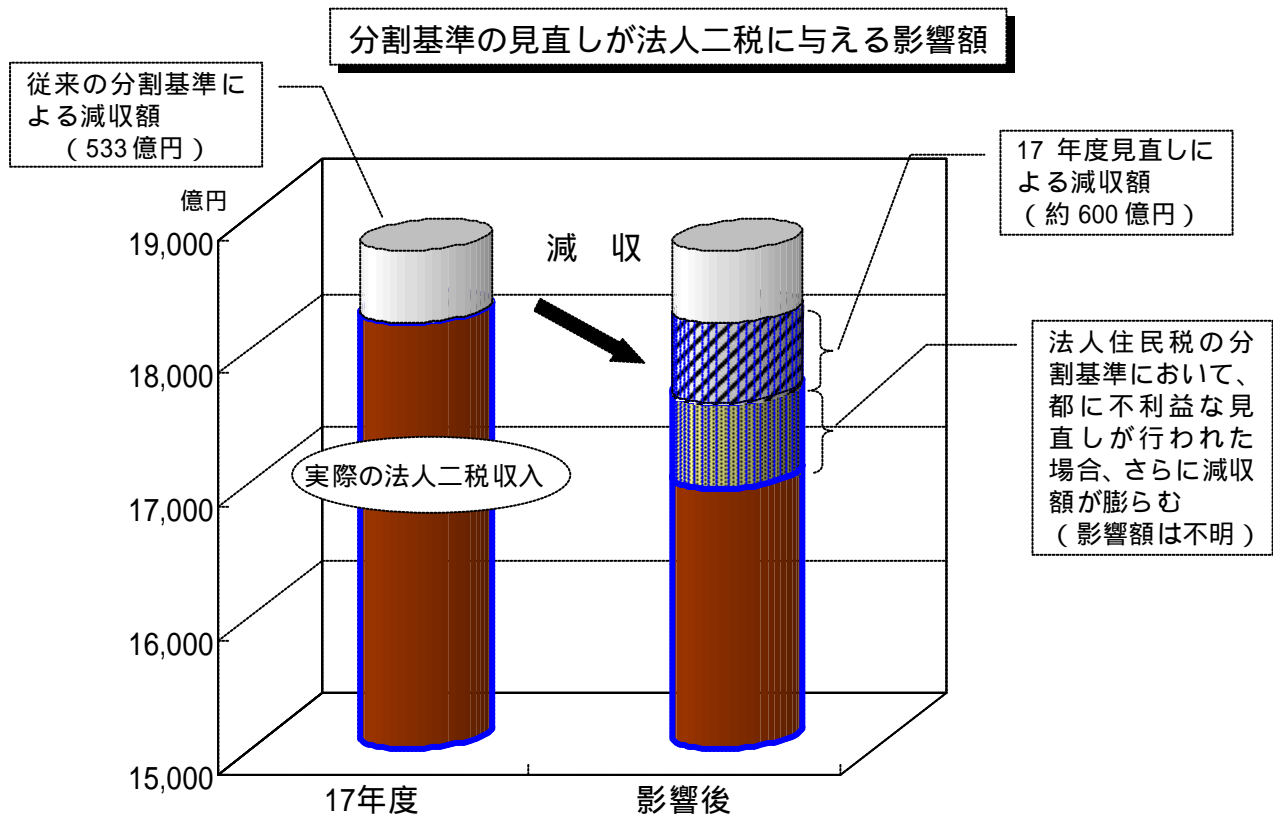 分割基準の見直しが法人二税に与える影響額
従来の分割基準に
よる減収額
（533億円）
17 年度見直しに
よる減収額
（約 600 億円）
億円
19,000
減　収
18,000
法人住民税の分
割基準において、
都に不利益な見
直しが行われた
場合、さらに減収
額が膨らむ
（影響額は不明）
実際の法人二税収入
17,000
16,000
15,000
17年度
影響後